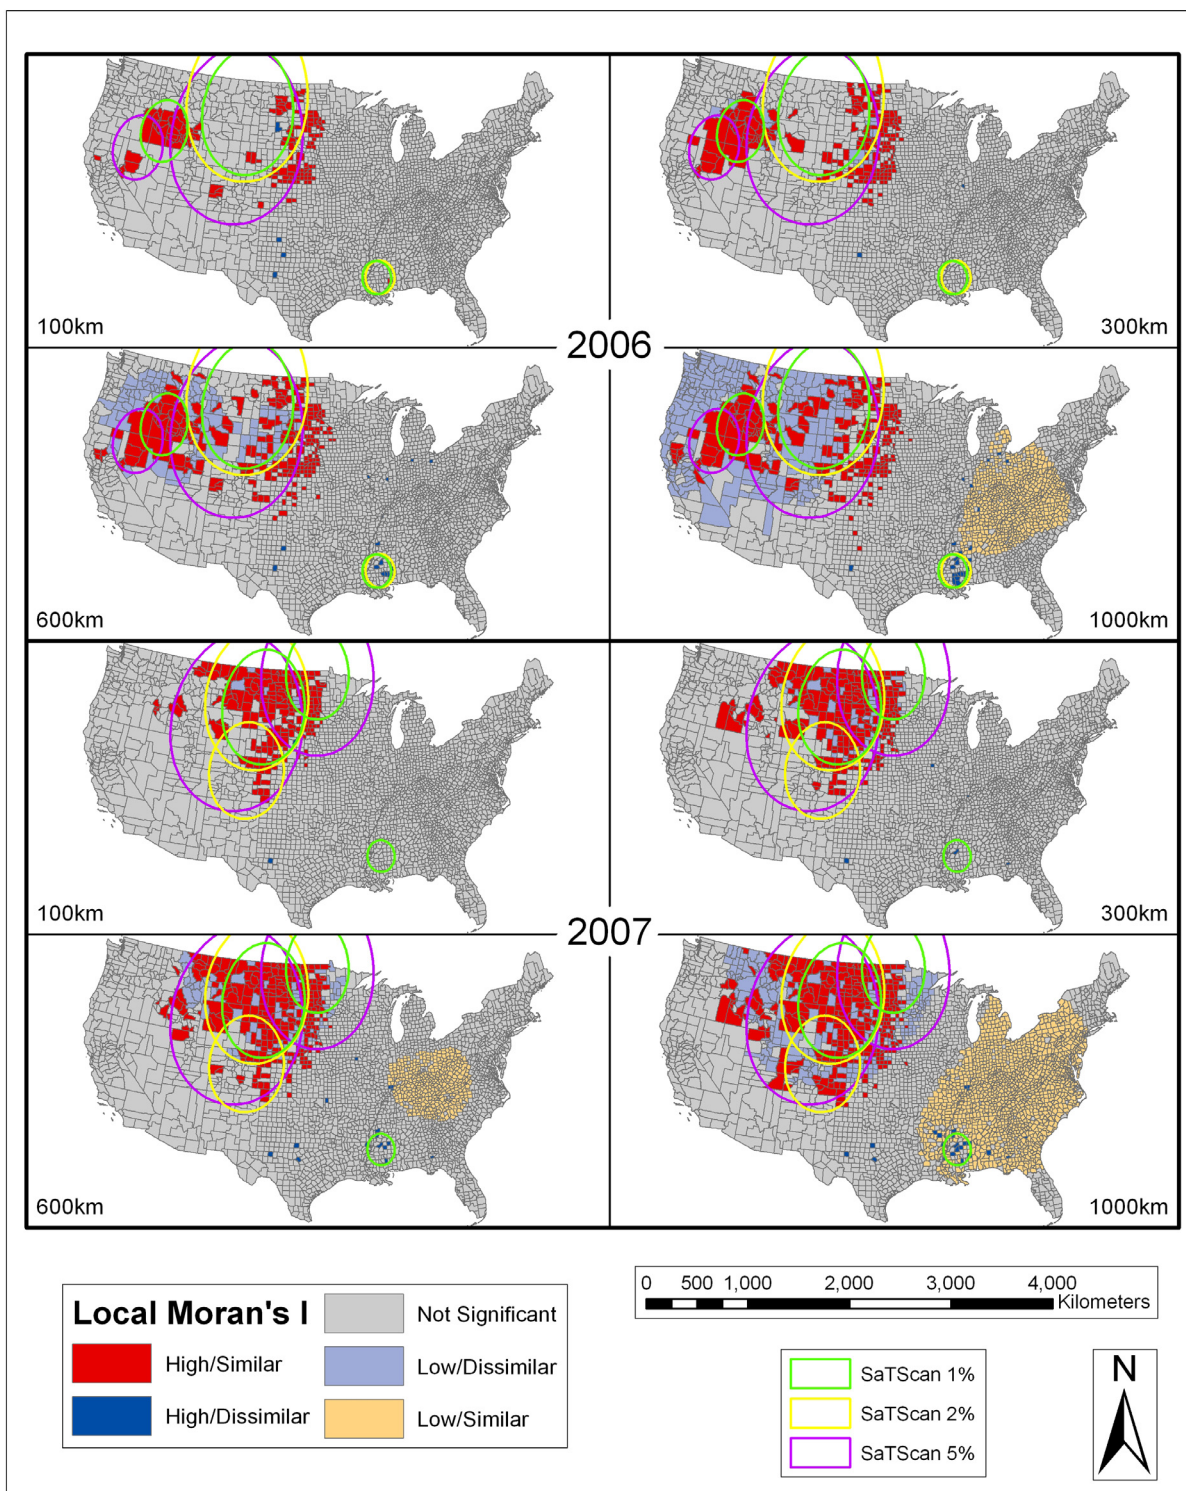 100km
300km
2006
600km
1000km
100km
300km
2007
600km
1000km
Local Moran's I
Not Significant
High/Similar
Low/Dissimilar
High/Dissimilar
Low/Similar
0 500 1,000 2,000 3,000 4,000
Kilometers
SaTScan 1%
SaTScan 2%
SaTScan 5%
N